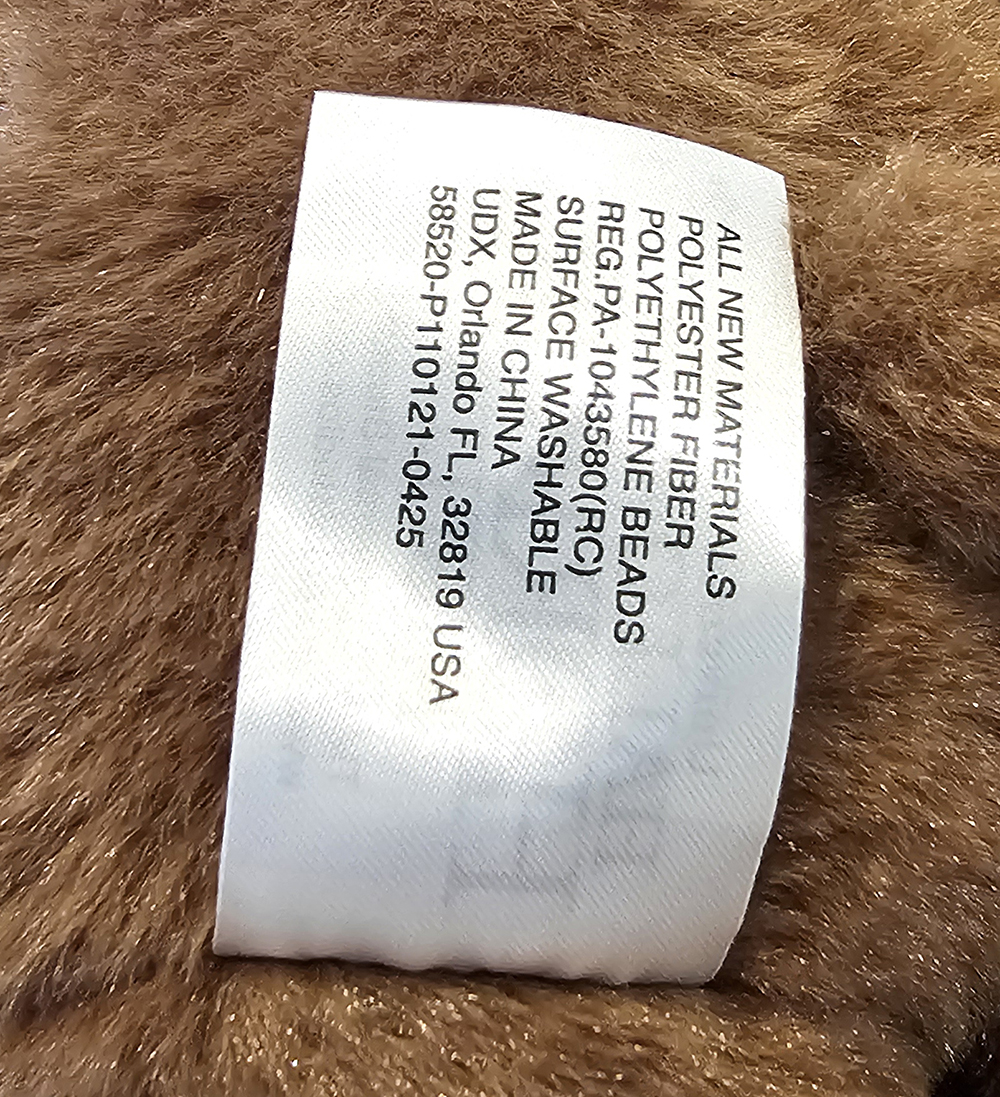 ALL NEW MATERIALS
POLYESTER FIBER
POLYETHYLENE BEADS
REG.PA-1043580(RC)
SURFACE WASHABLE
MADE IN CHINA
UDX, Orlando FL, 32819 USA
58520-P110121-0425